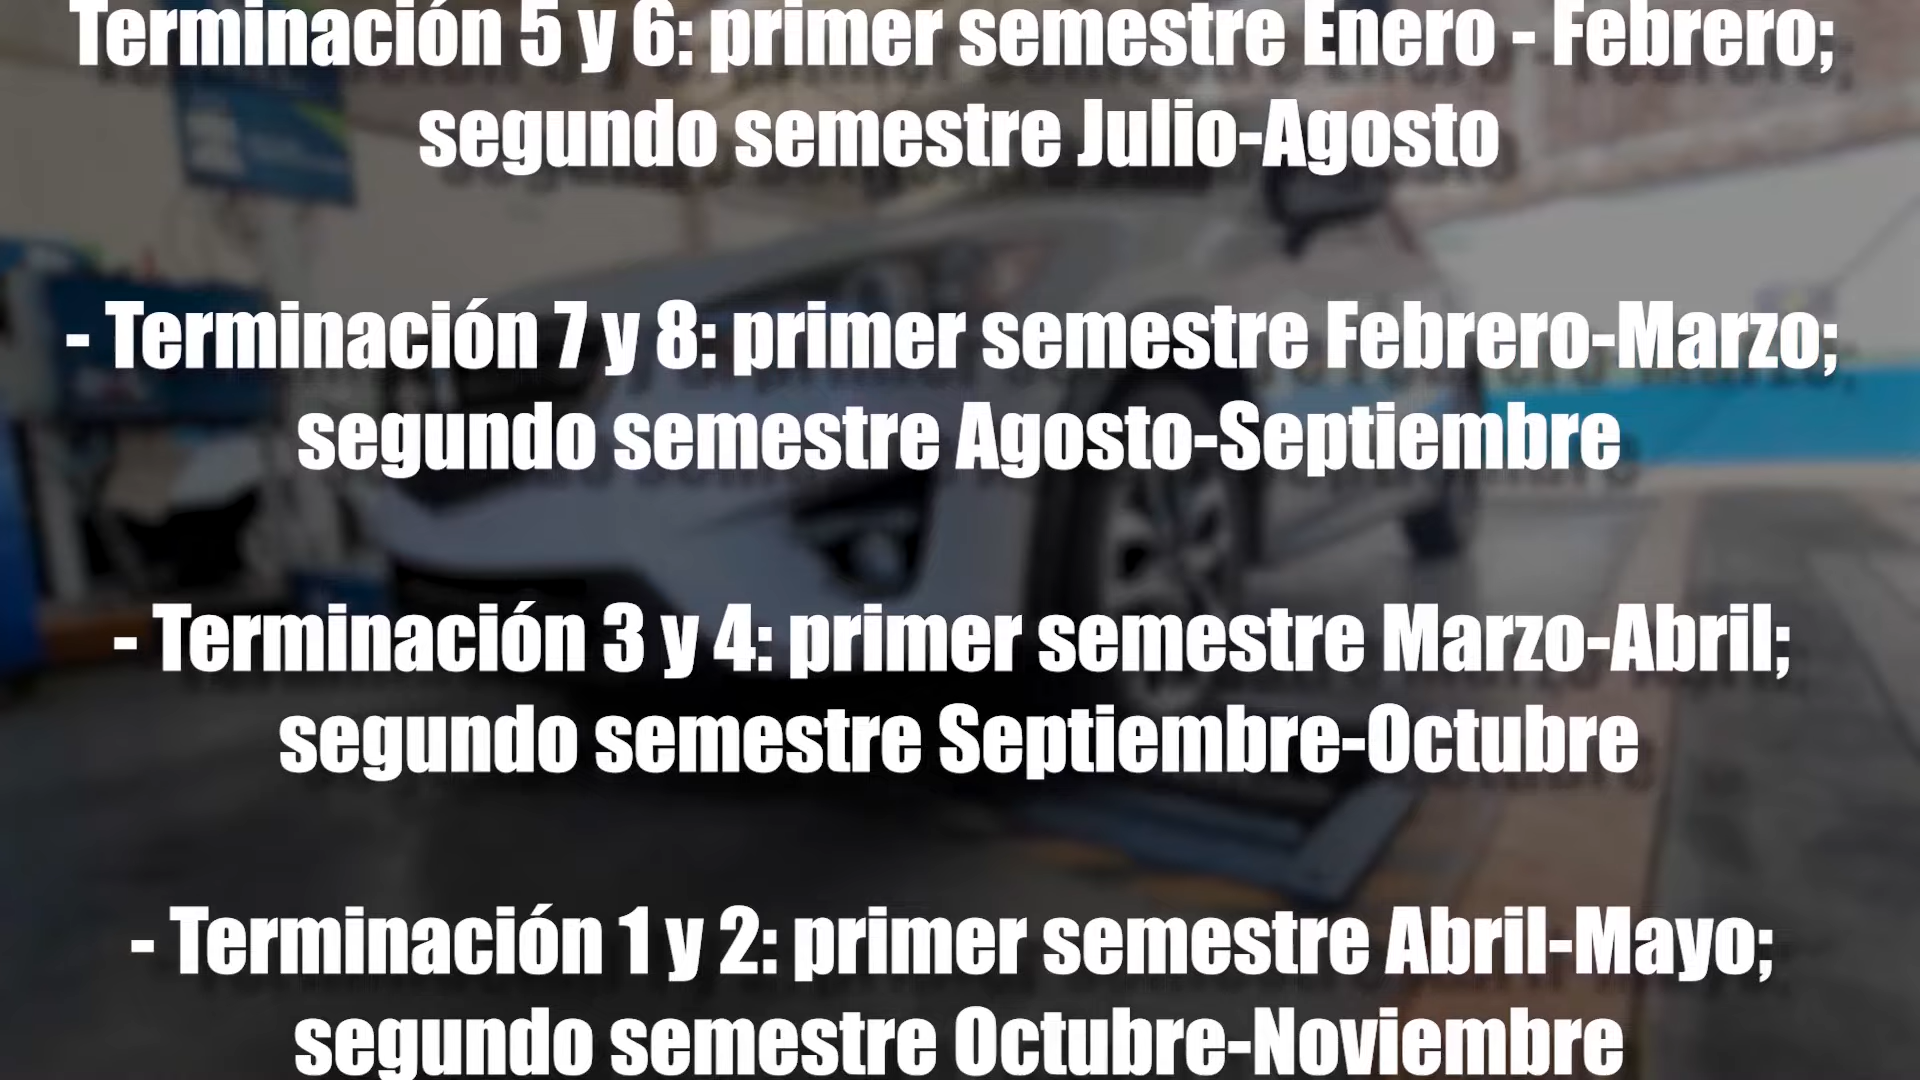 Terminación 5 y 6: primer semestre Enero - Febrero;
segundo semestre Julio-Agosto
- Terminación 7 y 8: primer semestre Febrero-Marzo;
segundo semestre Agosto-Septiembre
- Terminación 3 y 4: primer semestre Marzo-Abril;
segundo semestre Septiembre-Octubre
- Terminación 1 y 2: primer semestre Abril-Mayo;
segundo semestre Octubre-Noviembre